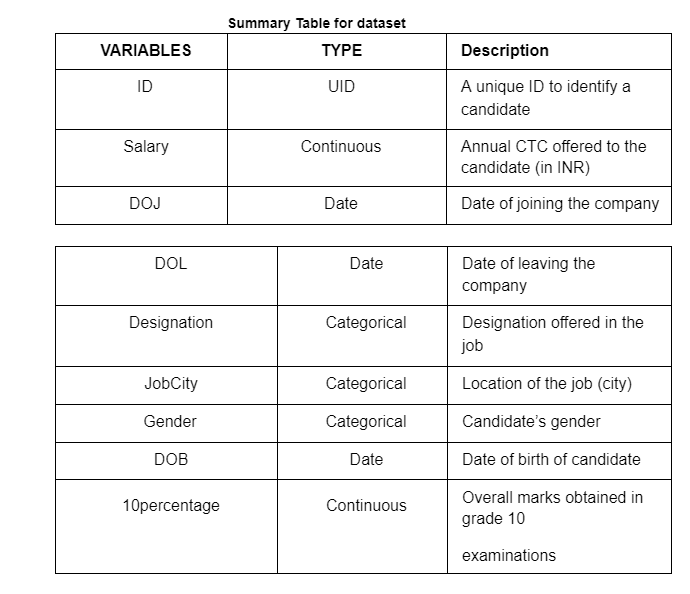 Summary Table for dataset
VARIABLES TYPE Description
ID UID A unique ID to identify a
candidate
Salary Continuous Annual CTC offered to the
candidate (in INR)
DOJ Date Date of joining the company
DOL Date Date of leaving the
company
Designation Categorical Designation offered in the
job
JobCity Categorical Location of the job (city)
Gender Categorical Candidate’s gender
DOB Date Date of birth of candidate
10percentage Continuous Overall marks obtained in
grade 10
examinations